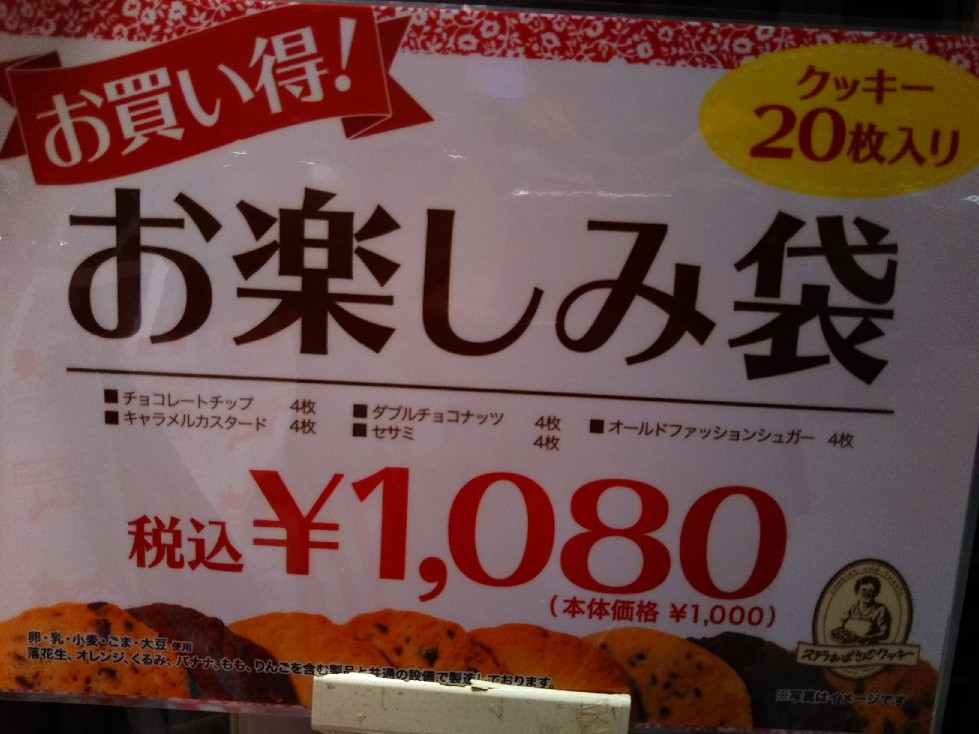 お買い得!
クッキー
20枚入り
お楽しみ袋
■チョコレートチップ 4枚
■キャラメルカスタード 4枚
■ダブルチョコナッツ 4枚
■セサミ 4枚
■オールドファッションシュガー 4枚
税込¥1,080
(本体価格 ¥1,000)
卵・乳・小麦・ごま・大豆 使用
落花生、オレンジ、くるみ、バナナ、もも、りんごを含む製品と共通の設備で製造しております。
ステラおばさんのクッキー
※写真はイメージです